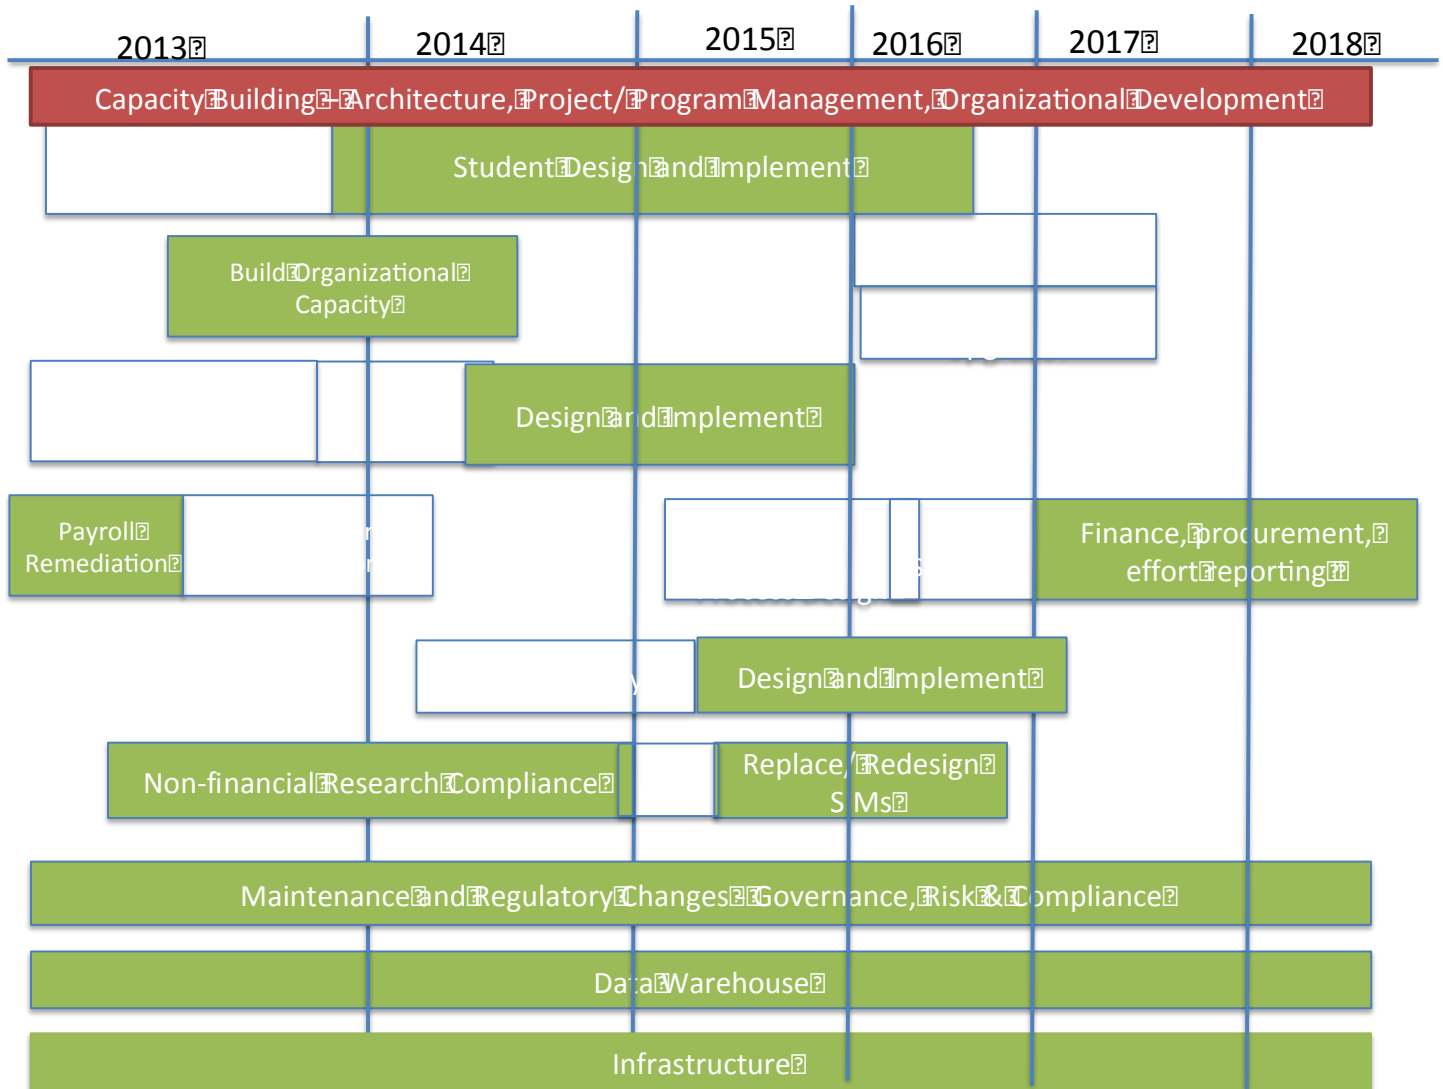 2013
2014
2015
2016
2017
2018
Capacity Building – Architecture, Project/ Program Management, Organizational Development
Student Design and Implement
Build Organizational
Capacity
Design and Implement
Payroll
Remediation
Finance, procurement,
effort reporting
Design and Implement
Non-financial Research Compliance
Replace/ Redesign
SIMs
Maintenance and Regulatory Changes - Governance, Risk & Compliance
Data Warehouse
Infrastructure